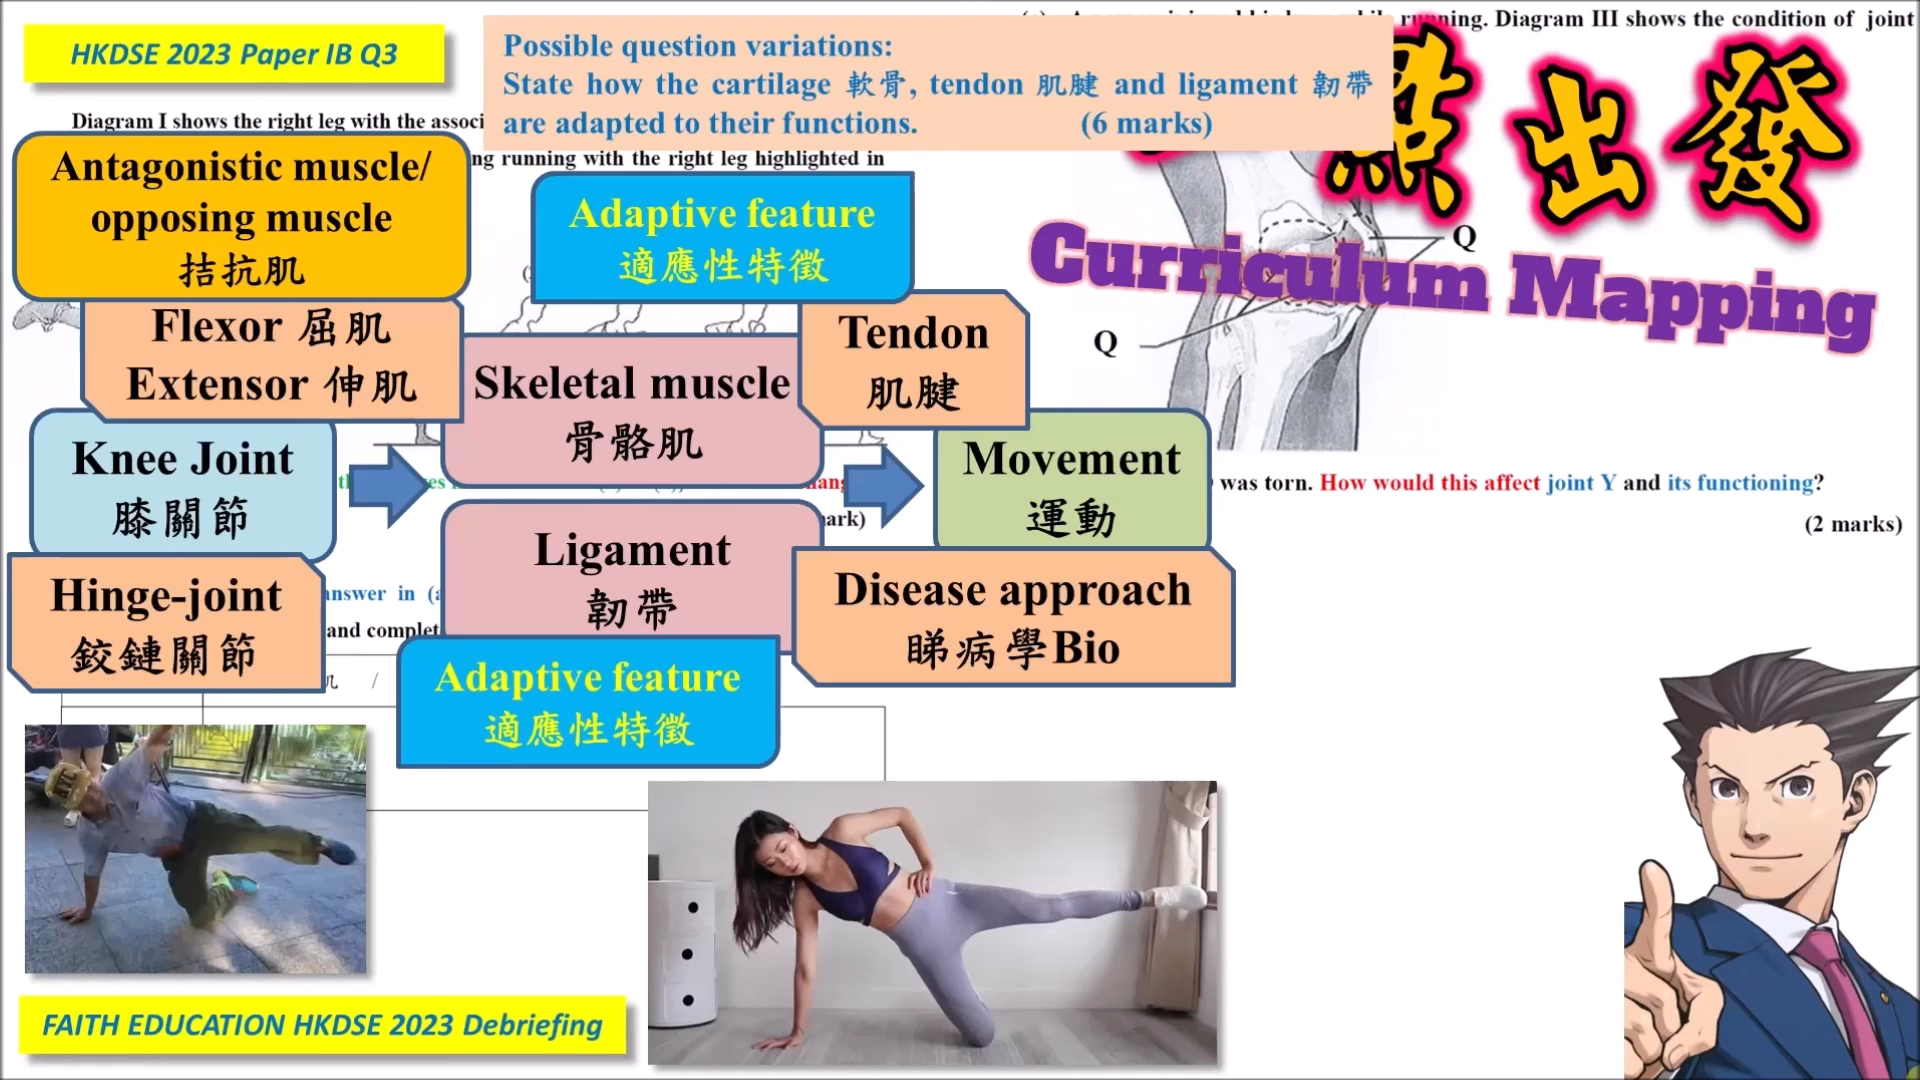 HKDSE 2023 Paper IB Q3
Possible question variations:
State how the cartilage 軟骨, tendon 肌腱 and ligament 韌帶
are adapted to their functions. (6 marks)
running. Diagram III shows the condition of joint
Diagram I shows the right leg with the associ
ng running with the right leg highlighted in
出發
Curriculum Mapping
Antagonistic muscle/
opposing muscle
拮抗肌
Adaptive feature
適應性特徵
Flexor 屈肌
Extensor 伸肌
Skeletal muscle
骨骼肌
Tendon
肌腱
Q
Q
Knee Joint
膝關節
Movement
運動
was torn. How would this affect joint Y and its functioning?
(2 marks)
Ligament
韌帶
Hinge-joint
鉸鏈關節
answer in (a
and complet
Disease approach
睇病學Bio
Adaptive feature
適應性特徵
FAITH EDUCATION HKDSE 2023 Debriefing